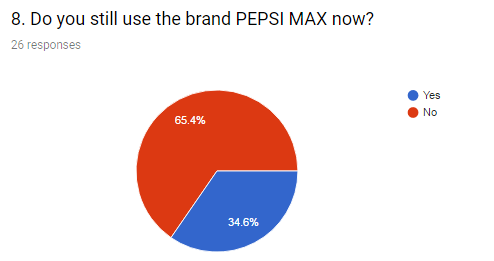 8. Do you still use the brand PEPSI MAX now?
26 responses
Yes
No
65.4%
34.6%